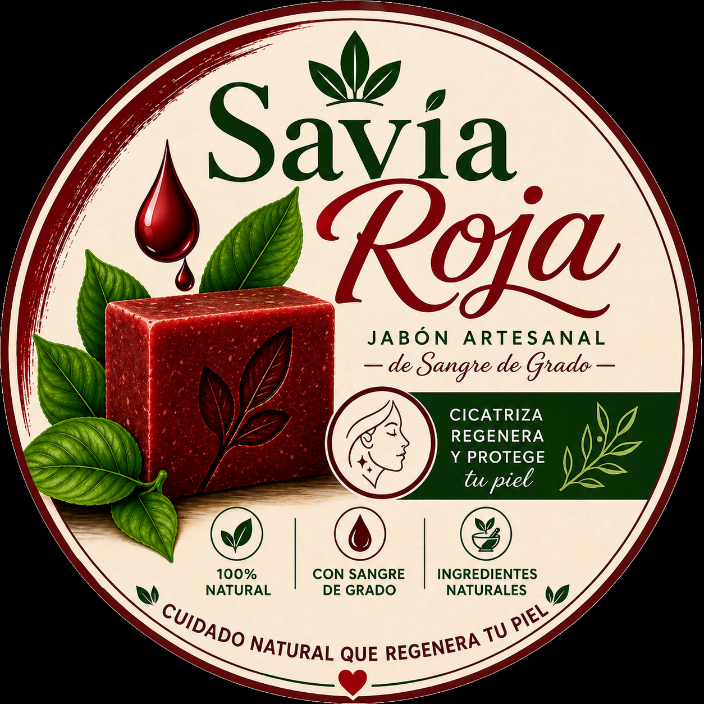 Savia
Roja
JABÓN ARTESANAL
— de Sangre de Grado —
CICATRIZA
REGENERA
Y PROTEGE
tu piel
100%
NATURAL
CON SANGRE
DE GRADO
INGREDIENTES
NATURALES
CUIDADO NATURAL QUE REGENERA TU PIEL